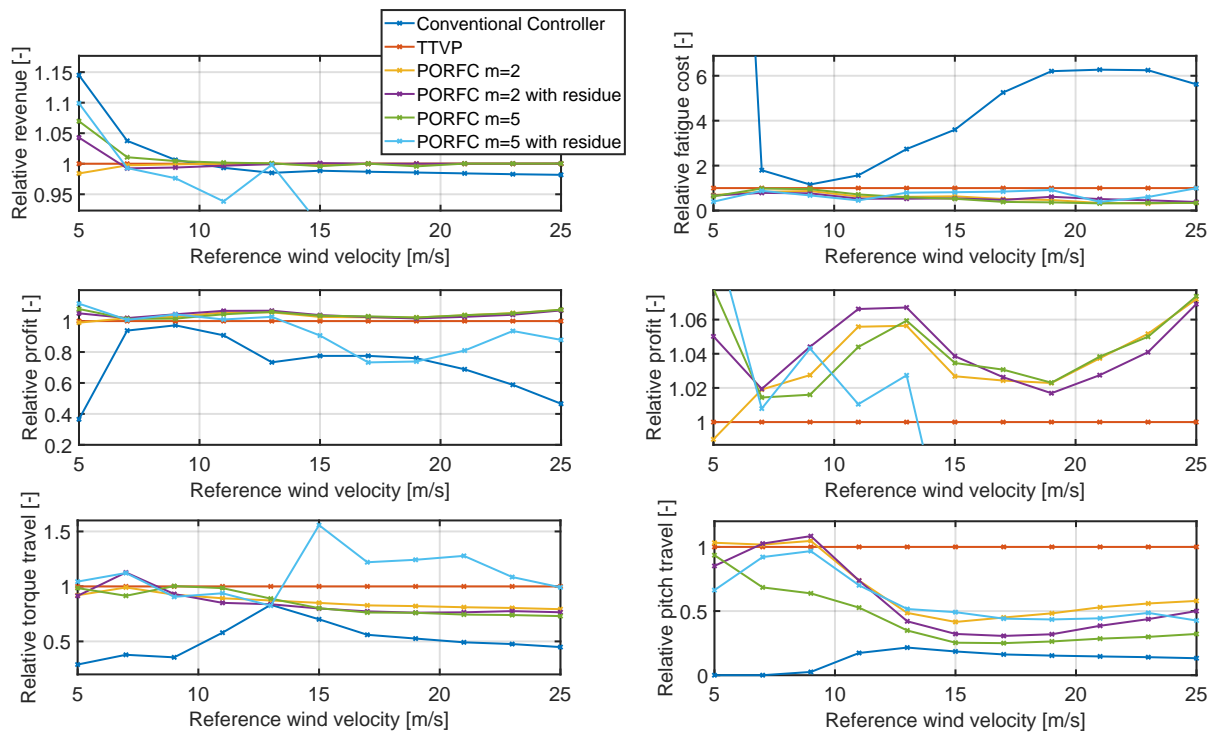 Conventional Controller
TTVP
PORFC m=2
PORFC m=2 with residue
PORFC m=5
PORFC m=5 with residue
Relative revenue [-]
1.15
1.1
1.05
1
0.95
5 10 15 20 25
Reference wind velocity [m/s]
Relative fatigue cost [-]
6
4
2
0
5 10 15 20 25
Reference wind velocity [m/s]
Relative profit [-]
1
0.8
0.6
0.4
0.2
5 10 15 20 25
Reference wind velocity [m/s]
Relative profit [-]
1.06
1.04
1.02
1
5 10 15 20 25
Reference wind velocity [m/s]
Relative torque travel [-]
1.5
1
0.5
5 10 15 20 25
Reference wind velocity [m/s]
Relative pitch travel [-]
1
0.5
0
5 10 15 20 25
Reference wind velocity [m/s]